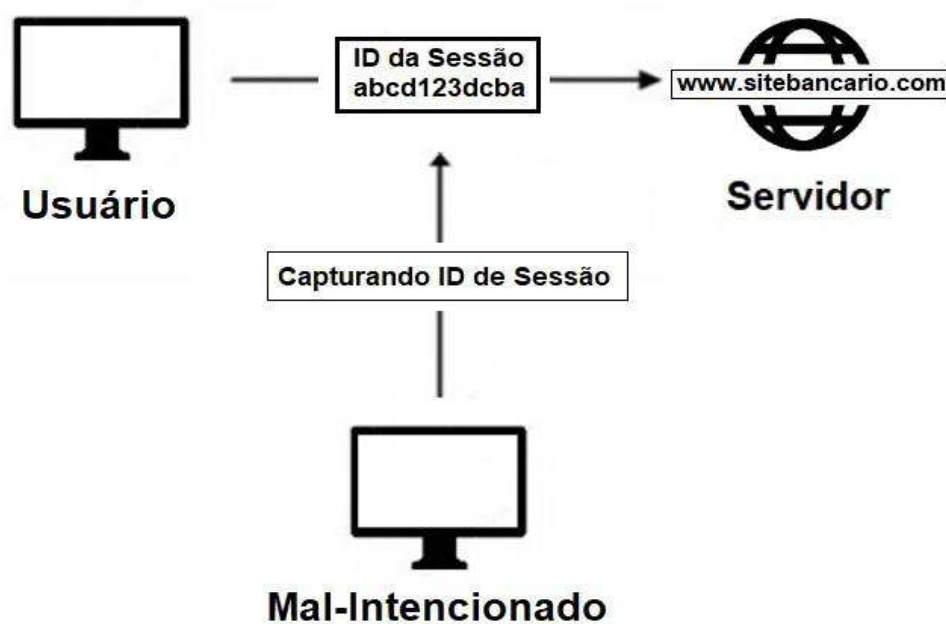 ID da Sessão
abcd123dcba
www.sitebancario.com
Usuário
Servidor
Capturando ID de Sessão
Mal-Intencionado